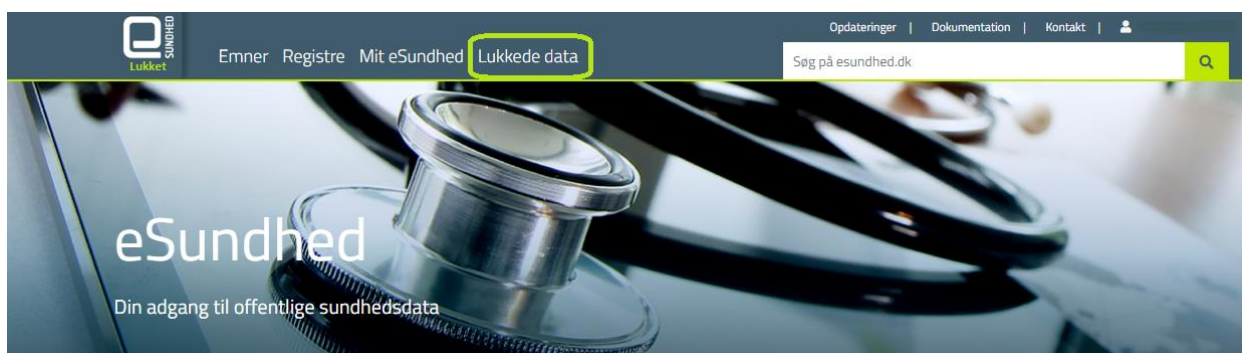 eSUNDHED
Lukket
Emner Registre Mit eSundhed Lukkede data
Opdateringer | Dokumentation | Kontakt |
Søg på esundhed.dk
eSundhed
Din adgang til offentlige sundhedsdata